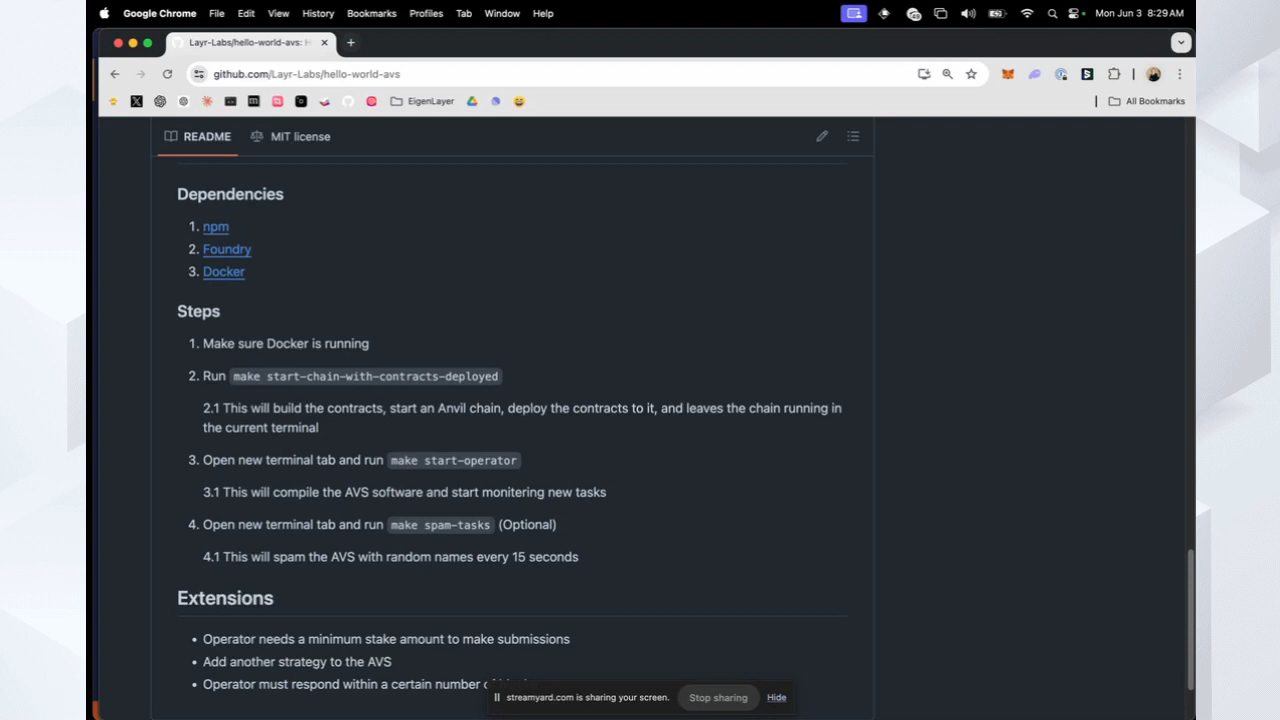 Google Chrome File Edit View History Bookmarks Profiles Tab Window Help Mon Jun 3 8:29 AM
Layr-Labs/hello-world-avs:
github.com/Layr-Labs/hello-world-avs
EigenLayer All Bookmarks
README MIT license
Dependencies
1. npm
2. Foundry
3. Docker
Steps
1. Make sure Docker is running
2. Run make start-chain-with-contracts-deployed
2.1 This will build the contracts, start an Anvil chain, deploy the contracts to it, and leaves the chain running in
the current terminal
3. Open new terminal tab and run make start-operator
3.1 This will compile the AVS software and start monitering new tasks
4. Open new terminal tab and run make spam-tasks (Optional)
4.1 This will spam the AVS with random names every 15 seconds
Extensions
• Operator needs a minimum stake amount to make submissions
• Add another strategy to the AVS
• Operator must respond within a certain number
streamyard.com is sharing your screen. Stop sharing Hide